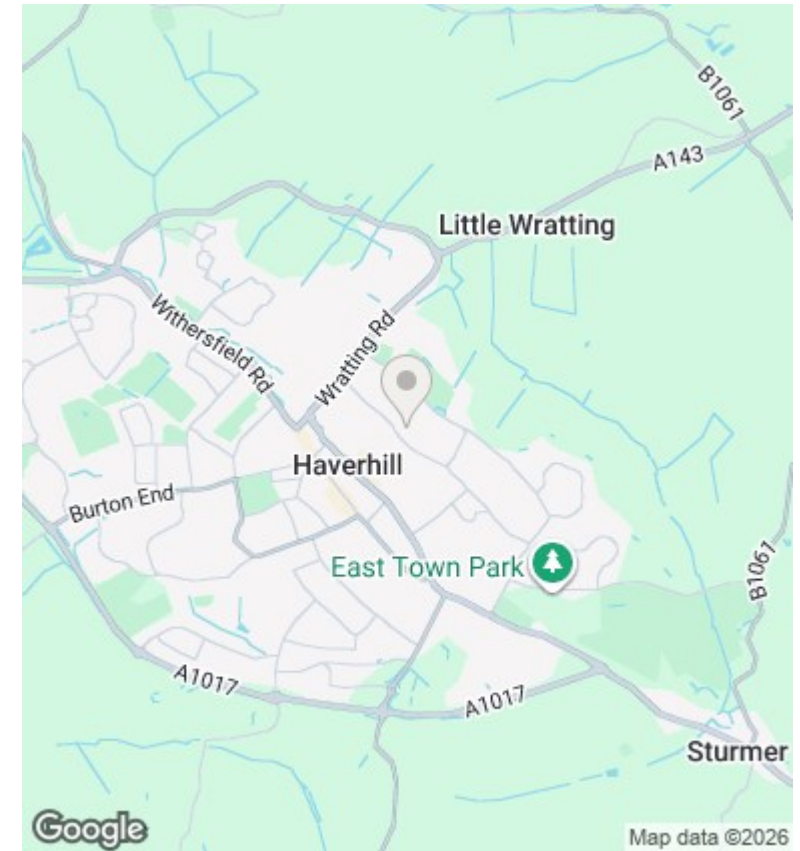 B1061
A143
Little Wratting
Withersfield Rd
Wratting Rd
Haverhill
Burton End
East Town Park
B1061
A1017
A1017
Sturmer
Google
Map data ©2026